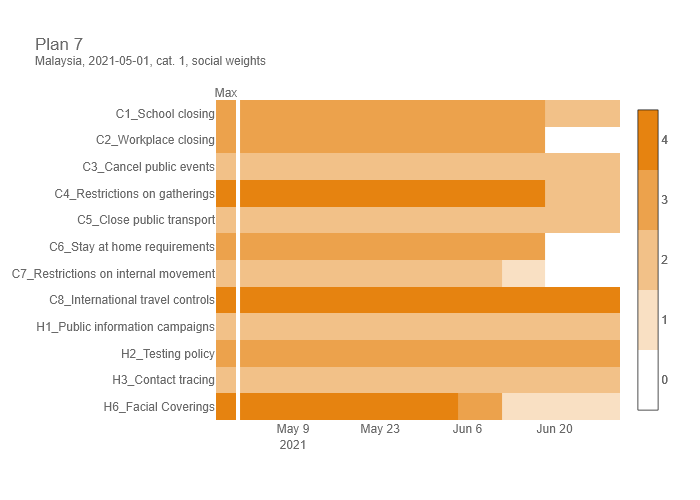 Plan 7
Malaysia, 2021-05-01, cat. 1, social weights
Max
C1_School closing
C2_Workplace closing
C3_Cancel public events
C4_Restrictions on gatherings
C5_Close public transport
C6_Stay at home requirements
C7_Restrictions on internal movement
C8_International travel controls
H1_Public information campaigns
H2_Testing policy
H3_Contact tracing
H6_Facial Coverings
May 9
2021
May 23
Jun 6
Jun 20
4
3
2
1
0